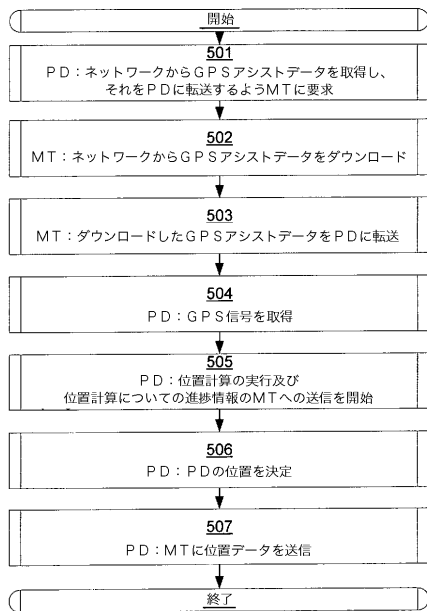 開始
501
PD：ネットワークからGPSアシストデータを取得し、
それをPDに転送するようMTに要求
502
MT：ネットワークからGPSアシストデータをダウンロード
503
MT：ダウンロードしたGPSアシストデータをPDに転送
504
PD：GPS信号を取得
505
PD：位置計算の実行及び
位置計算についての進捗情報のMTへの送信を開始
506
PD：PDの位置を決定
507
PD：MTに位置データを送信
終了